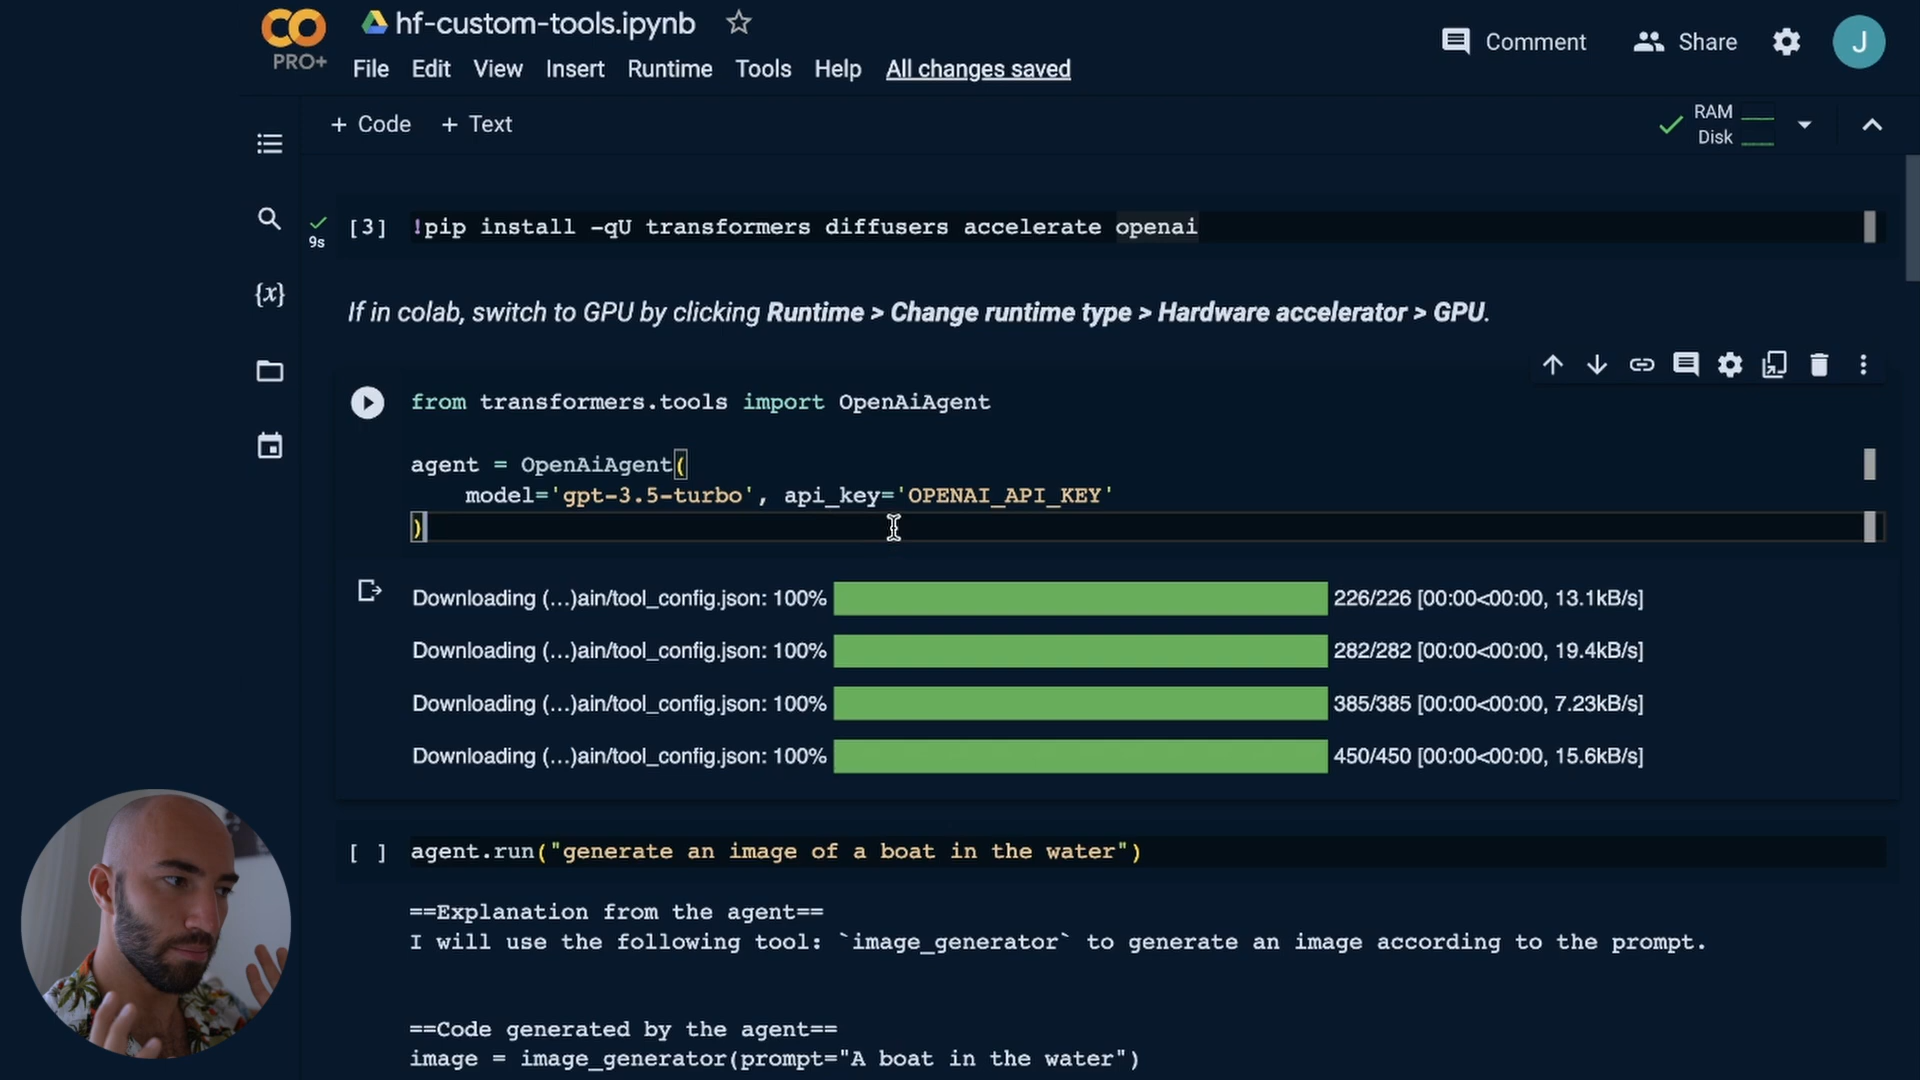 hf-custom-tools.ipynb
PRO+
File Edit View Insert Runtime Tools Help All changes saved
Comment Share J
+ Code + Text
RAM
Disk
9s
[3] !pip install -qU transformers diffusers accelerate openai
If in colab, switch to GPU by clicking Runtime > Change runtime type > Hardware accelerator > GPU.
{x}
from transformers.tools import OpenAiAgent
agent = OpenAiAgent(
model='gpt-3.5-turbo', api_key='OPENAI_API_KEY'
)
Downloading (…)ain/tool_config.json: 100% 226/226 [00:00<00:00, 13.1kB/s]
Downloading (…)ain/tool_config.json: 100% 282/282 [00:00<00:00, 19.4kB/s]
Downloading (…)ain/tool_config.json: 100% 385/385 [00:00<00:00, 7.23kB/s]
Downloading (…)ain/tool_config.json: 100% 450/450 [00:00<00:00, 15.6kB/s]
[ ] agent.run("generate an image of a boat in the water")
==Explanation from the agent==
I will use the following tool: `image_generator` to generate an image according to the prompt.
==Code generated by the agent==
image = image_generator(prompt="A boat in the water")